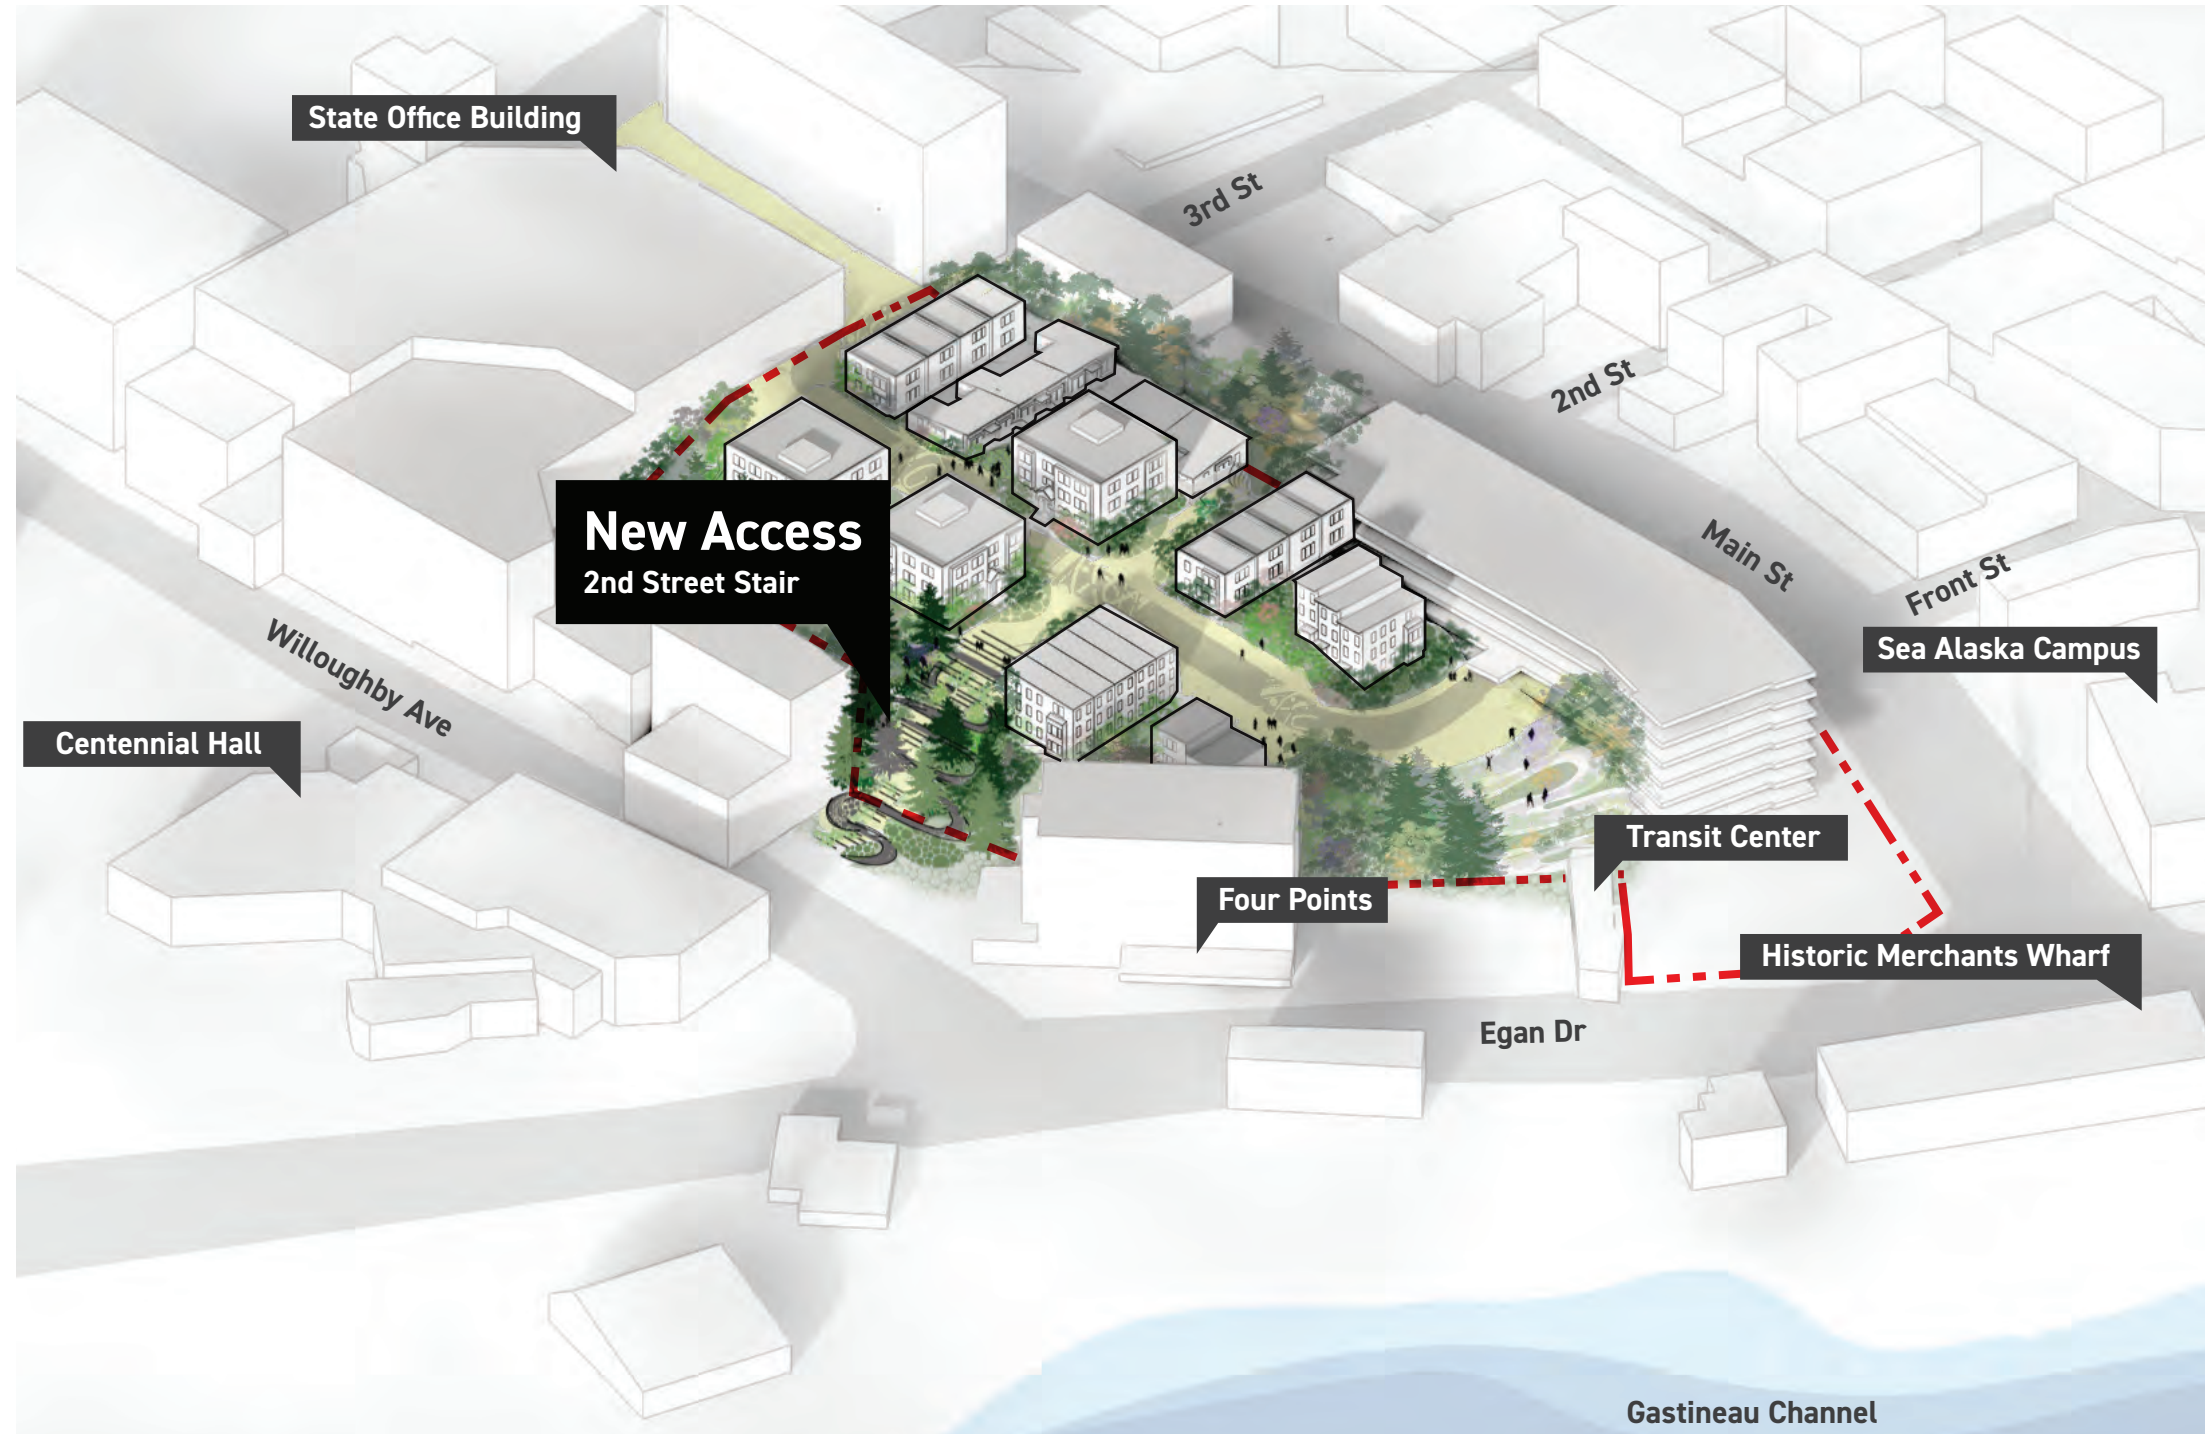 State Office Building
3rd St
2nd St
New Access
2nd Street Stair
Main St
Front St
Sea Alaska Campus
Willoughby Ave
Centennial Hall
Transit Center
Four Points
Historic Merchants Wharf
Egan Dr
Gastineau Channel